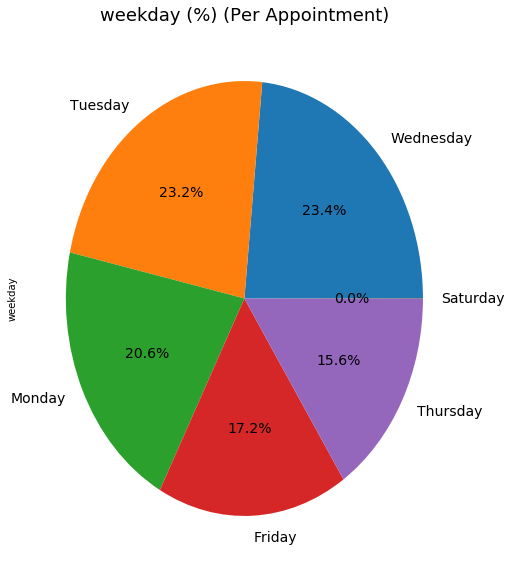 weekday (%) (Per Appointment)
Tuesday
Wednesday
23.2%
23.4%
weekday
0.0%
Saturday
20.6%
15.6%
Monday
Thursday
17.2%
Friday